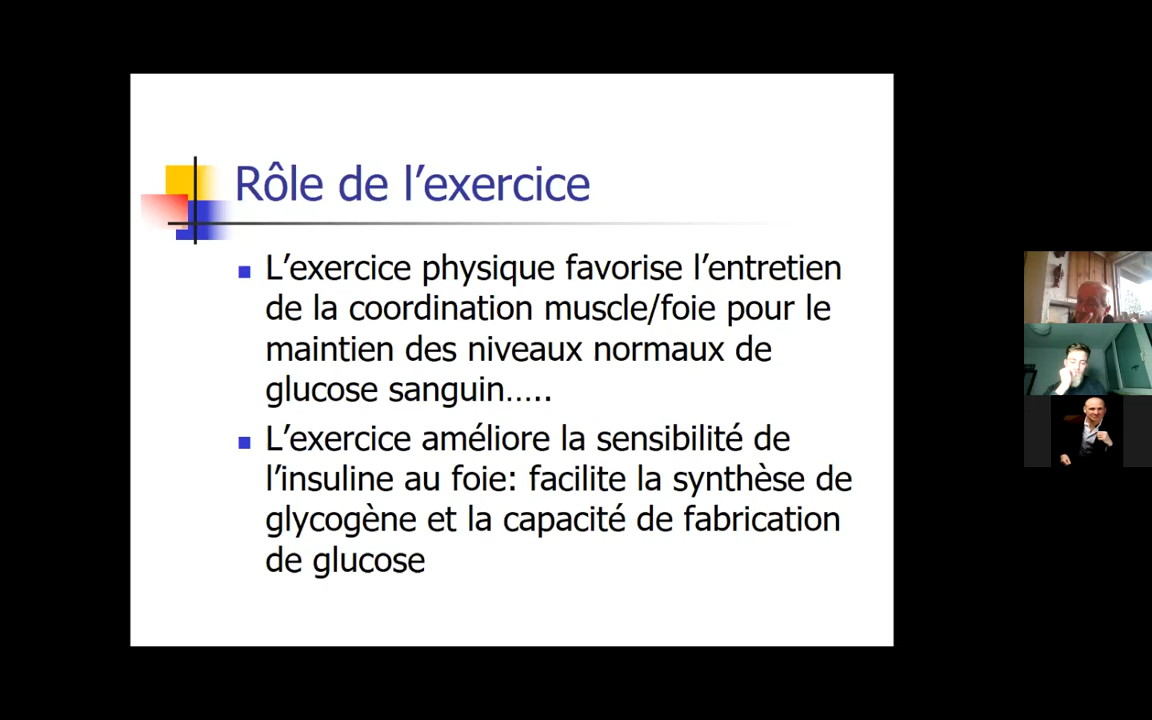 Rôle de l’exercice
L’exercice physique favorise l’entretien
de la coordination muscle/foie pour le
maintien des niveaux normaux de
glucose sanguin…..
L’exercice améliore la sensibilité de
l’insuline au foie: facilite la synthèse de
glycogène et la capacité de fabrication
de glucose